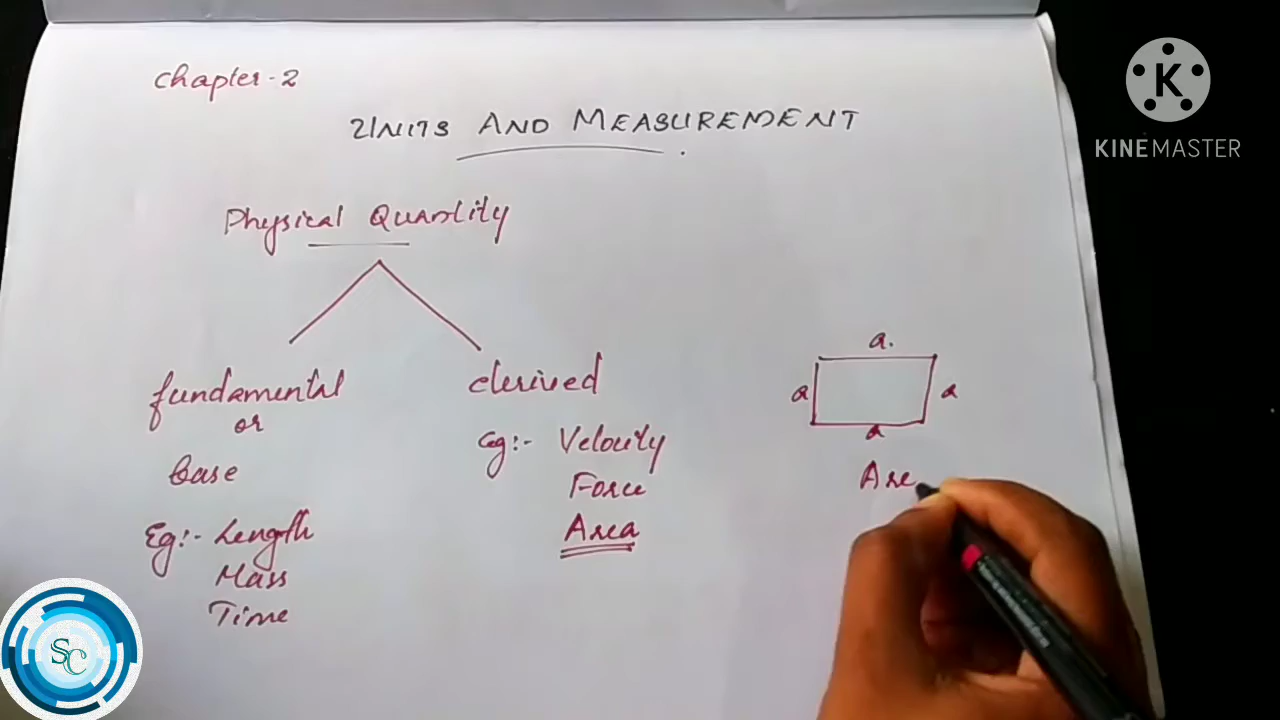 Chapter-2
UNITS AND MEASUREMENT.
Physical Quantity
fundamental
or
base
Eg:- Length
Mass
Time
derived
Eg:- Velocity
Force
Area
a.
a
a
a
Are
K
KINEMASTER
SC